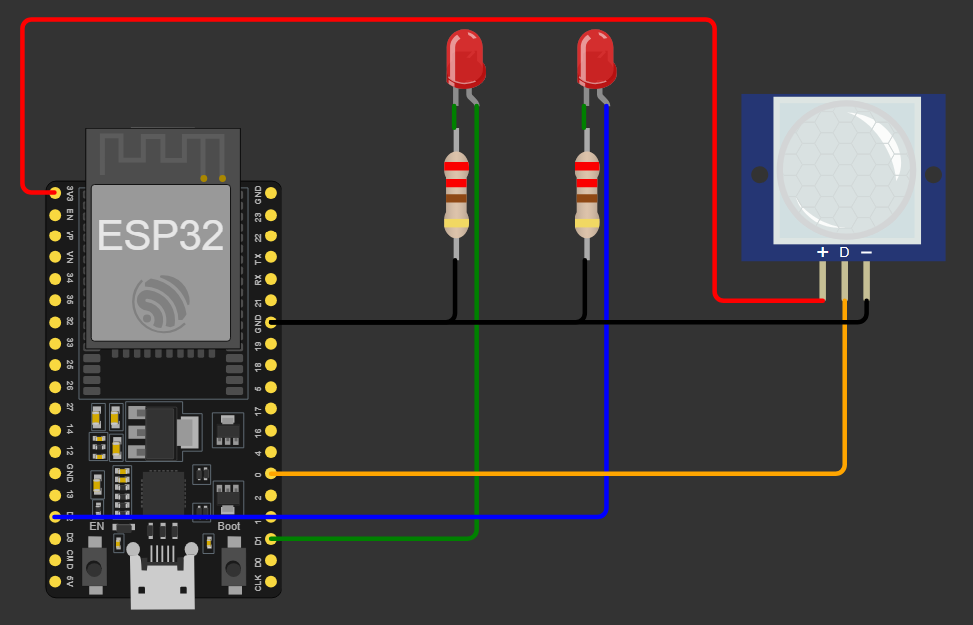 ESP32
3V3
EN
VP
VN
34
35
32
33
25
26
27
14
12
GND
13
D2
D3
CMD
5V
GND
23
22
TX
RX
21
GND
19
18
5
17
16
4
0
2
D1
D0
CLK
EN
Boot
+ D −